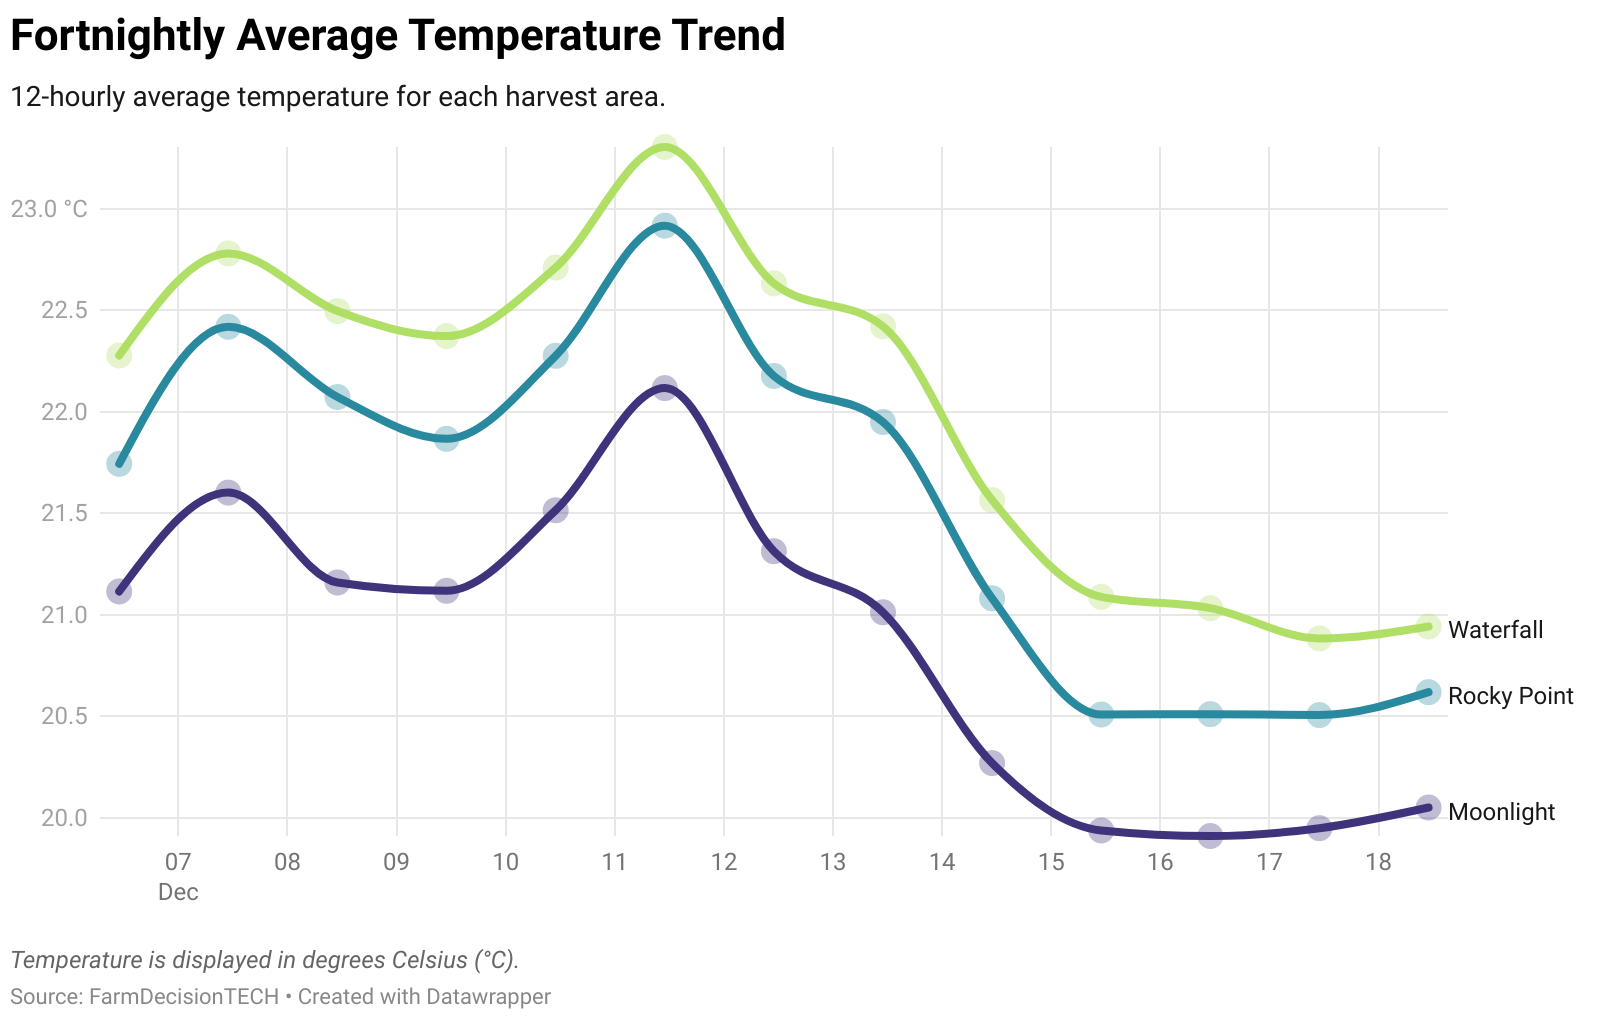 Fortnightly Average Temperature Trend
12-hourly average temperature for each harvest area.
23.0 °C
22.5
22.0
21.5
21.0
20.5
20.0
Waterfall
Rocky Point
Moonlight
07 08 09 10 11 12 13 14 15 16 17 18
Dec
Temperature is displayed in degrees Celsius (°C).
Source: FarmDecisionTECH • Created with Datawrapper